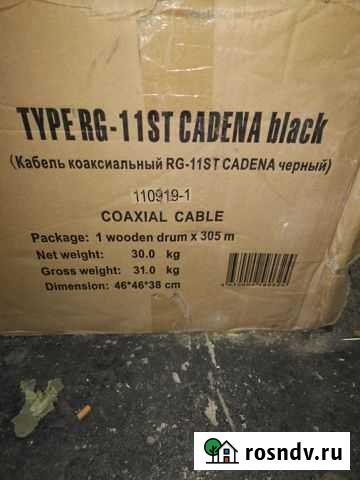 TYPE RG-11ST CADENA black
(Кабель коаксиальный RG-11ST CADENA черный)
110919-1
COAXIAL CABLE
Package: 1 wooden drum x 305 m
Net weight: 30.0 kg
Gross weight: 31.0 kg
Dimension: 46*46*38 cm
rosndv.ru